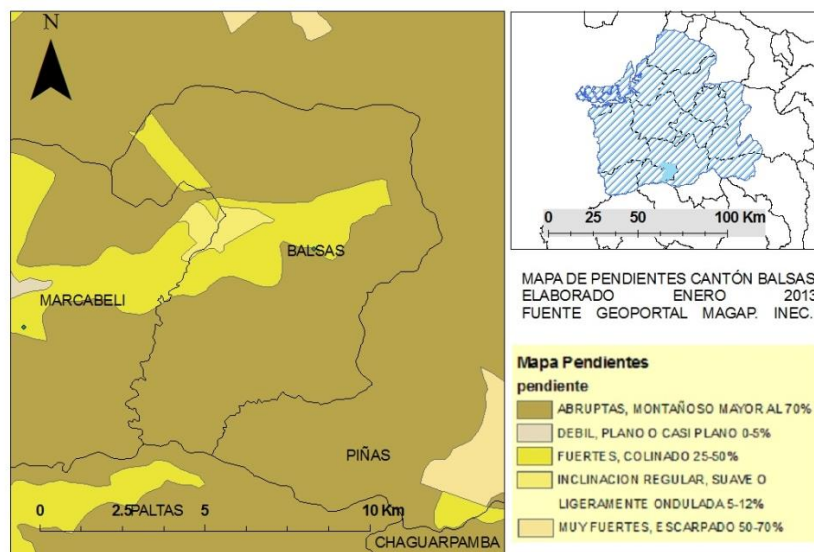 N
BALSAS
MARCABELI
PIÑAS
0 2.5 5 10 Km
PALTAS
CHAGUARPAMBA
0 25 50 100 Km
MAPA DE PENDIENTES CANTÓN BALSAS
ELABORADO ENERO 2013
FUENTE GEOPORTAL MAGAP. INEC.
Mapa Pendientes
pendiente
ABRUPTAS, MONTAÑOSO MAYOR AL 70%
DEBIL, PLANO O CASI PLANO 0-5%
FUERTES, COLINADO 25-50%
INCLINACION REGULAR, SUAVE O
LIGERAMENTE ONDULADA 5-12%
MUY FUERTES, ESCARPADO 50-70%